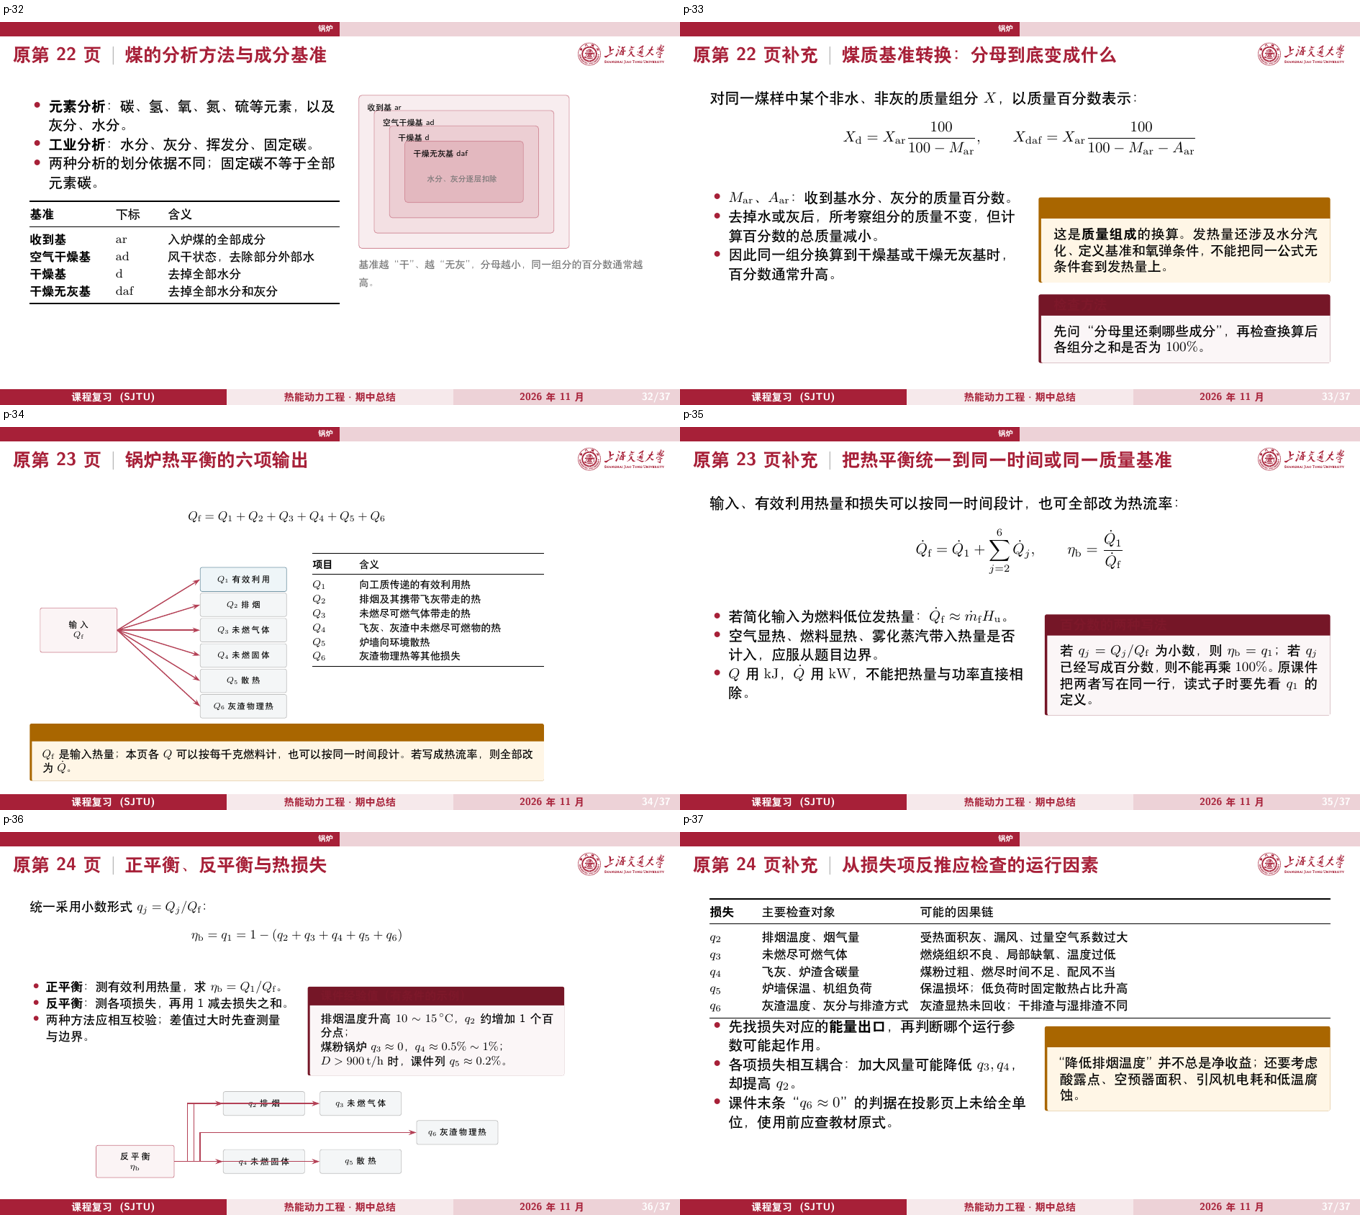 p-32
锅炉
原第 22 页 | 煤的分析方法与成分基准
上海交通大学
SHANGHAI JIAO TONG UNIVERSITY
元素分析：碳、氢、氧、氮、硫等元素，以及
灰分、水分。
工业分析：水分、灰分、挥发分、固定碳。
两种分析的划分依据不同；固定碳不等于全部
元素碳。
基准 下标 含义
收到基 ar 入炉煤的全部成分
空气干燥基 ad 风干状态，去除部分外部水
干燥基 d 去掉全部水分
干燥无灰基 daf 去掉全部水分和灰分
收到基 ar
空气干燥基 ad
干燥基 d
干燥无灰基 daf
水分、灰分逐层扣除
基准越“干”、越“无灰”，分母越小，同一组分的百分数通常越
高。
课程复习（SJTU） 热能动力工程 · 期中总结 2026 年 11 月 32/37
p-33
锅炉
原第 22 页补充 | 煤质基准转换：分母到底变成什么
上海交通大学
SHANGHAI JIAO TONG UNIVERSITY
对同一煤样中某个非水、非灰的质量组分 X，以质量百分数表示：
X_d = X_ar 100/(100 − M_ar), X_daf = X_ar 100/(100 − M_ar − A_ar)
M_ar、A_ar：收到基水分、灰分的质量百分数。
去掉水或灰后，所考察组分的质量不变，但计
算百分数的总质量减小。
因此同一组分换算到干燥基或干燥无灰基时，
百分数通常升高。
这是质量组成的换算。发热量还涉及水分汽
化、定义基准和氧弹条件，不能把同一公式无
条件套到发热量上。
先问“分母里还剩哪些成分”，再检查换算后
各组分之和是否为 100%。
课程复习（SJTU） 热能动力工程 · 期中总结 2026 年 11 月 33/37
p-34
锅炉
原第 23 页 | 锅炉热平衡的六项输出
上海交通大学
SHANGHAI JIAO TONG UNIVERSITY
Q_f = Q_1 + Q_2 + Q_3 + Q_4 + Q_5 + Q_6
输入
Q_f
Q_1 有效利用
Q_2 排烟
Q_3 未燃气体
Q_4 未燃固体
Q_5 散热
Q_6 灰渣物理热
项目 含义
Q_1 向工质传递的有效利用热
Q_2 排烟及其携带飞灰带走的热
Q_3 未燃尽可燃气体带走的热
Q_4 飞灰、灰渣中未燃尽可燃物的热
Q_5 炉墙向环境散热
Q_6 灰渣物理热等其他损失
Q_f 是输入热量；本页各 Q 可以按每千克燃料计，也可以按同一时间段计。若写成热流率，则全部改
为 Q̇。
课程复习（SJTU） 热能动力工程 · 期中总结 2026 年 11 月 34/37
p-35
锅炉
原第 23 页补充 | 把热平衡统一到同一时间或同一质量基准
上海交通大学
SHANGHAI JIAO TONG UNIVERSITY
输入、有效利用热量和损失可以按同一时间段计，也可全部改为热流率：
Q̇_f = Q̇_1 + ∑_{j=2}^{6} Q̇_j, η_b = Q̇_1/Q̇_f
若简化输入为燃料低位发热量：Q̇_f ≈ ṁ_f H_u。
空气显热、燃料显热、雾化蒸汽带入热量是否
计入，应服从题目边界。
Q 用 kJ，Q̇ 用 kW，不能把热量与功率直接相
除。
若 q_j = Q_j/Q_f 为小数，则 η_b = q_1；若 q_j
已经写成百分数，则不能再乘 100%。原课件
把两者写在同一行，读式子时要先看 q_1 的
定义。
课程复习（SJTU） 热能动力工程 · 期中总结 2026 年 11 月 35/37
p-36
锅炉
原第 24 页 | 正平衡、反平衡与热损失
上海交通大学
SHANGHAI JIAO TONG UNIVERSITY
统一采用小数形式 q_j = Q_j/Q_f：
η_b = q_1 = 1 − (q_2 + q_3 + q_4 + q_5 + q_6)
正平衡：测有效利用热量，求 η_b = Q_1/Q_f。
反平衡：测各项损失，再用 1 减去损失之和。
两种方法应相互校验；差值过大时先查测量
与边界。
排烟温度升高 10 ∼ 15 °C，q_2 约增加 1 个百
分点；
煤粉锅炉 q_3 ≈ 0，q_4 ≈ 0.5% ∼ 1%；
D > 900 t/h 时，课件列 q_5 ≈ 0.2%。
反平衡
η_b
q_2 排烟
q_3 未燃气体
q_6 灰渣物理热
q_4 未燃固体
q_5 散热
课程复习（SJTU） 热能动力工程 · 期中总结 2026 年 11 月 36/37
p-37
锅炉
原第 24 页补充 | 从损失项反推应检查的运行因素
上海交通大学
SHANGHAI JIAO TONG UNIVERSITY
损失 主要检查对象 可能的因果链
q_2 排烟温度、烟气量 受热面积灰、漏风、过量空气系数过大
q_3 未燃尽可燃气体 燃烧组织不良、局部缺氧、温度过低
q_4 飞灰、炉渣含碳量 煤粉过粗、燃尽时间不足、配风不当
q_5 炉墙保温、机组负荷 保温损坏；低负荷时固定散热占比升高
q_6 灰渣温度、灰分与排渣方式 灰渣显热未回收；干排渣与湿排渣不同
先找损失对应的能量出口，再判断哪个运行参
数可能起作用。
各项损失相互耦合：加大风量可能降低 q_3, q_4，
却提高 q_2。
课件末条“q_6 ≈ 0”的判据在投影页上未给全单
位，使用前应查教材原式。
“降低排烟温度”并不总是净收益；还要考虑
酸露点、空预器面积、引风机电耗和低温腐
蚀。
课程复习（SJTU） 热能动力工程 · 期中总结 2026 年 11 月 37/37